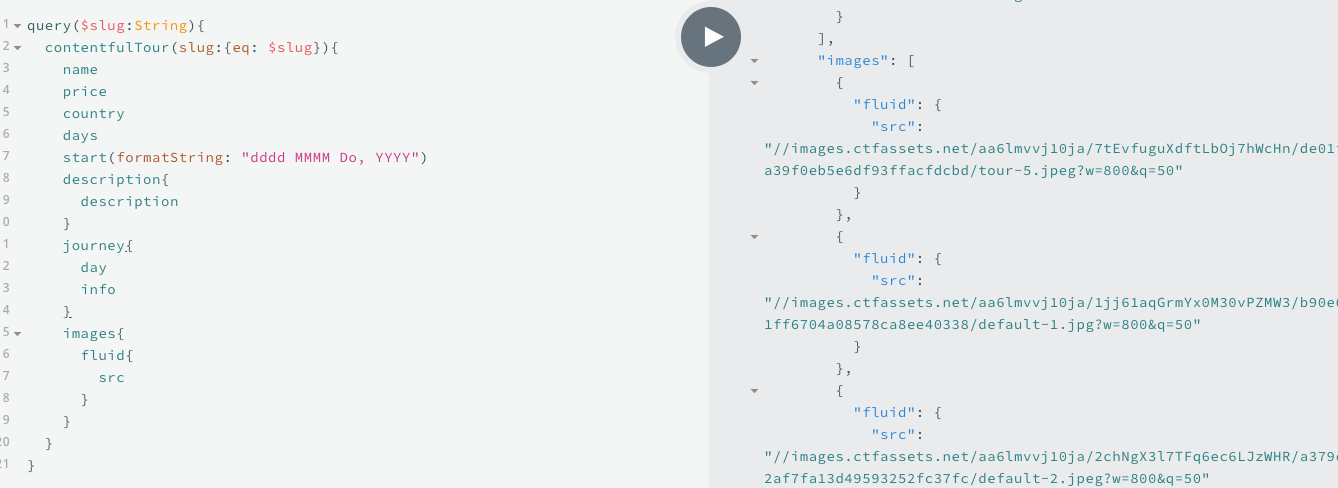 1 query($slug:String){
2 contentfulTour(slug:{eq: $slug}){
3 name
4 price
5 country
6 days
7 start(formatString: "dddd MMMM Do, YYYY")
8 description{
9 description
0 }
1 journey{
2 day
3 info
4 }
5 images{
6 fluid{
7 src
8 }
9 }
20 }
21 }
}
],
"images": [
{
"fluid": {
"src":
"//images.ctfassets.net/aa6lmvvj10ja/7tEvfuguXdftLbOj7hWcHn/de01
a39f0eb5e6df93ffacfdcbd/tour-5.jpeg?w=800&q=50"
}
},
{
"fluid": {
"src":
"//images.ctfassets.net/aa6lmvvj10ja/1jj61aqGrmYx0M30vPZMW3/b90e
1ff6704a08578ca8ee40338/default-1.jpg?w=800&q=50"
}
},
{
"fluid": {
"src":
"//images.ctfassets.net/aa6lmvvj10ja/2chNgX3l7TFq6ec6LJzWHR/a379
2af7fa13d49593252fc37fc/default-2.jpeg?w=800&q=50"